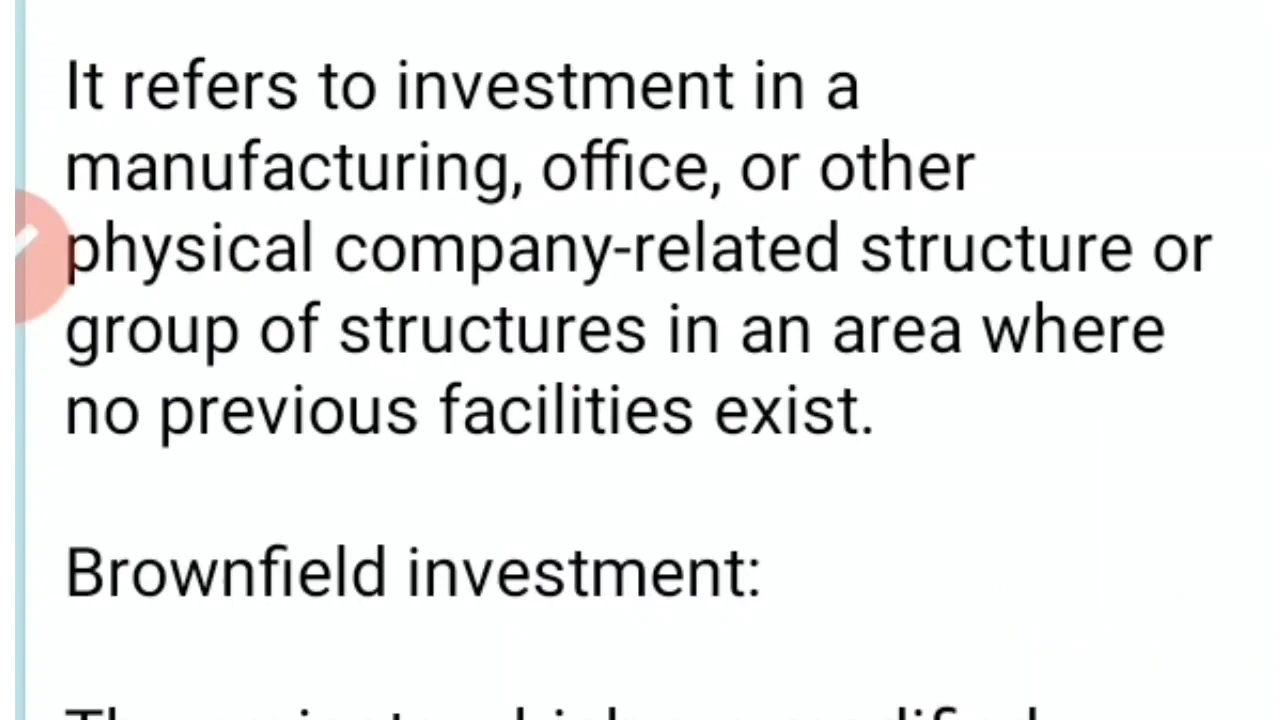 It refers to investment in a
manufacturing, office, or other
physical company-related structure or
group of structures in an area where
no previous facilities exist.
Brownfield investment: